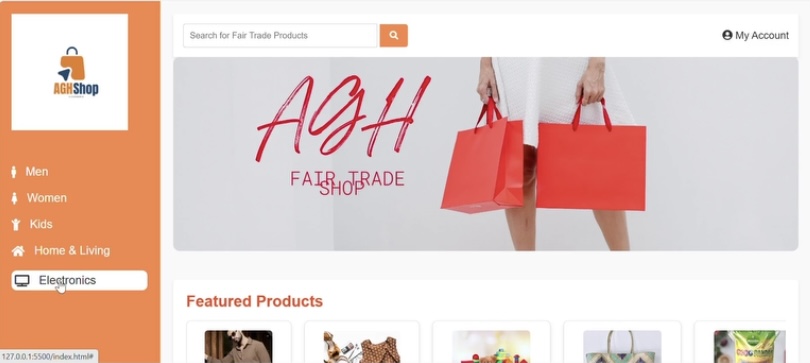 AGHShop
Men
Women
Kids
Home & Living
Electronics
127.0.0.1:5500/index.html#
Search for Fair Trade Products
My Account
AGH
FAIR TRADE
SHOP
Featured Products